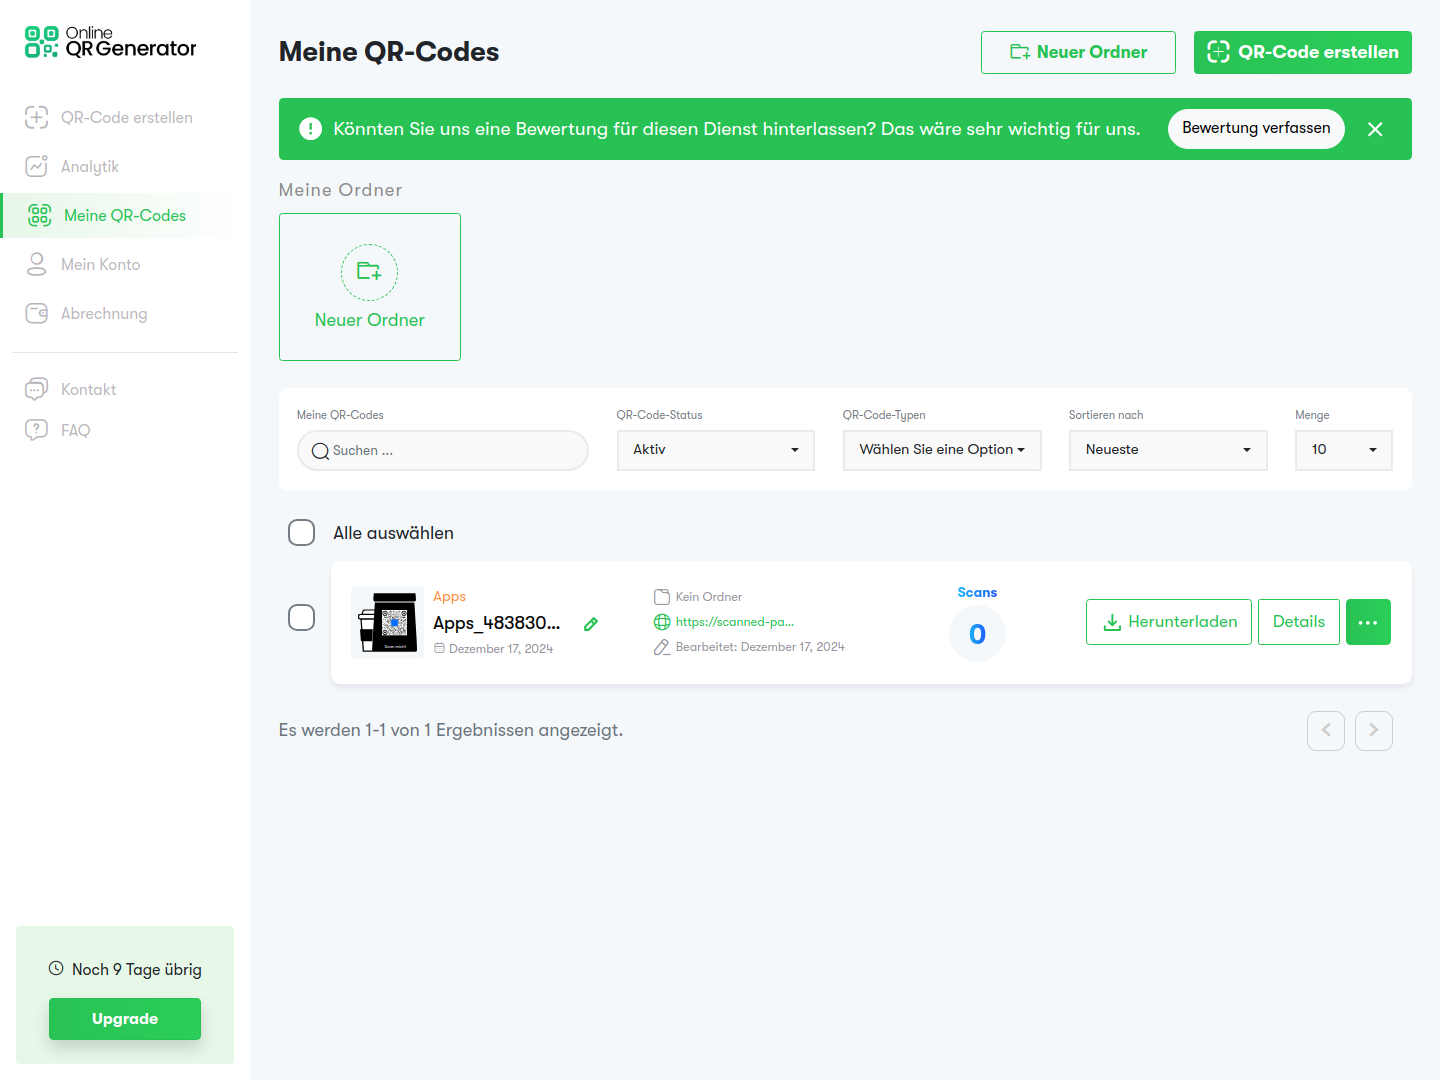 Online
QR Generator
QR-Code erstellen
Analytik
Meine QR-Codes
Mein Konto
Abrechnung
Kontakt
FAQ
Noch 9 Tage übrig
Upgrade
Meine QR-Codes
Neuer Ordner
QR-Code erstellen
Könnten Sie uns eine Bewertung für diesen Dienst hinterlassen? Das wäre sehr wichtig für uns.
Bewertung verfassen
Meine Ordner
Neuer Ordner
Meine QR-Codes
QR-Code-Status
QR-Code-Typen
Sortieren nach
Menge
Suchen ...
Aktiv
Wählen Sie eine Option
Neueste
10
Alle auswählen
Scan mich!
Apps
Apps_483830...
Dezember 17, 2024
Kein Ordner
https://scanned-pa...
Bearbeitet: Dezember 17, 2024
Scans
0
Herunterladen
Details
Es werden 1-1 von 1 Ergebnissen angezeigt.